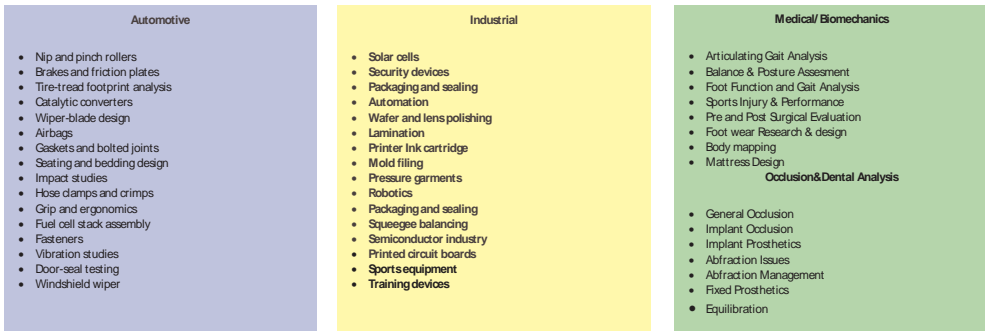 Automotive
• Nip and pinch rollers
• Brakes and friction plates
• Tire-tread footprint analysis
• Catalytic converters
• Wiper-blade design
• Airbags
• Gaskets and bolted joints
• Seating and bedding design
• Impact studies
• Hose clamps and crimps
• Grip and ergonomics
• Fuel cell stack assembly
• Fasteners
• Vibration studies
• Door-seal testing
• Windshield wiper
Industrial
• Solar cells
• Security devices
• Packaging and sealing
• Automation
• Wafer and lens polishing
• Lamination
• Printer Ink cartridge
• Mold filing
• Pressure garments
• Robotics
• Packaging and sealing
• Squeegee balancing
• Semiconductor industry
• Printed circuit boards
• Sports equipment
• Training devices
Medical/ Biomechanics
• Articulating Gait Analysis
• Balance & Posture Assesment
• Foot Function and Gait Analysis
• Sports Injury & Performance
• Pre and Post Surgical Evaluation
• Foot wear Research & design
• Body mapping
• Mattress Design
Occlusion&Dental Analysis
• General Occlusion
• Implant Occlusion
• Implant Prosthetics
• Abfraction Issues
• Abfraction Management
• Fixed Prosthetics
• Equilibration